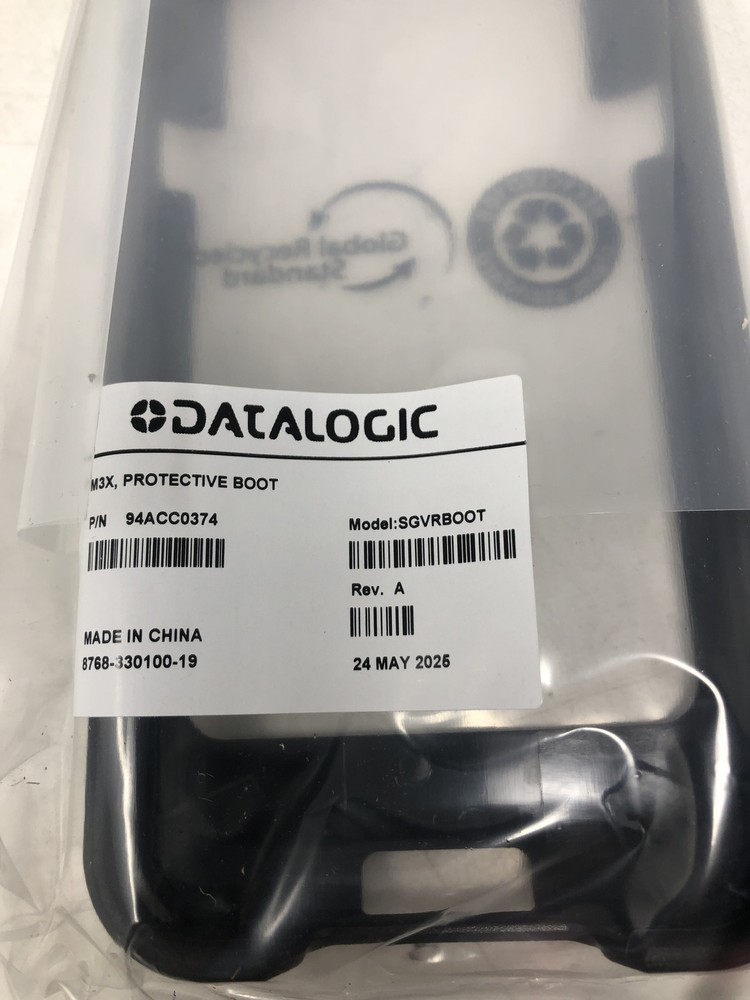 Global Recycled
Standard
DATALOGIC
M3X, PROTECTIVE BOOT
P/N 94ACC0374
Model:SGVRBOOT
Rev. A
MADE IN CHINA
8768-330100-19
24 MAY 2025